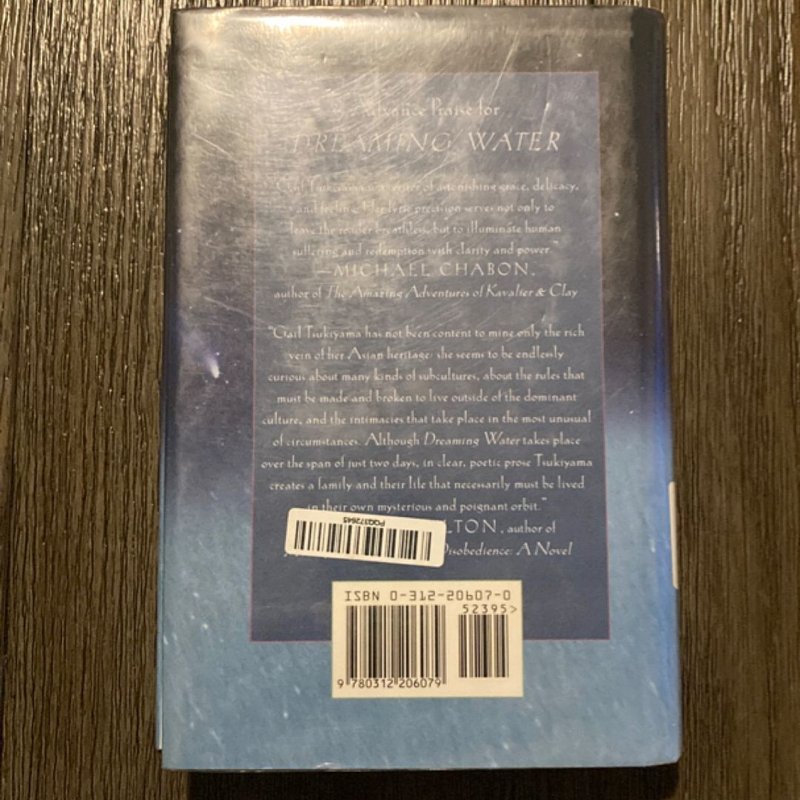 Advance Praise for
DREAMING WATER
"Gail Tsukiyama is a writer of astonishing grace, delicacy,
and feeling. Her lyric precision serves not only to
leave the reader breathless, but to illuminate human
suffering and redemption with clarity and power."
—MICHAEL CHABON,
author of The Amazing Adventures of Kavalier & Clay
"Gail Tsukiyama has not been content to mine only the rich
vein of her Asian heritage: she seems to be endlessly
curious about many kinds of subcultures, about the rules that
must be made and broken to live outside of the dominant
culture, and the intimacies that take place in the most unusual
of circumstances. Although Dreaming Water takes place
over the span of just two days, in clear, poetic prose Tsukiyama
creates a family and their life that necessarily must be lived
in their own mysterious and poignant orbit."
LTON, author of
Disobedience: A Novel
PQQ172645
ISBN 0-312-20607-0
52395>
9 780312 206079